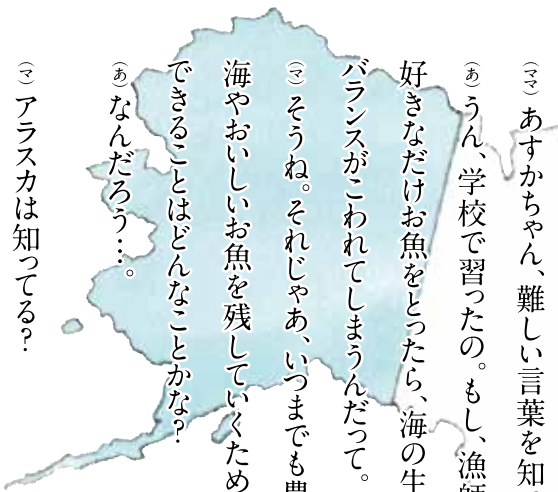 （ママ）あすかちゃん、難しい言葉を知
（あ）うん、学校で習ったの。もし、漁師
好きなだけお魚をとったら、海の生
バランスがこわれてしまうんだって。
（マ）そうね。それじゃあ、いつまでも豊
海やおいしいお魚を残していくため
できることはどんなことかな？
（あ）なんだろう…。
（マ）アラスカは知ってる？